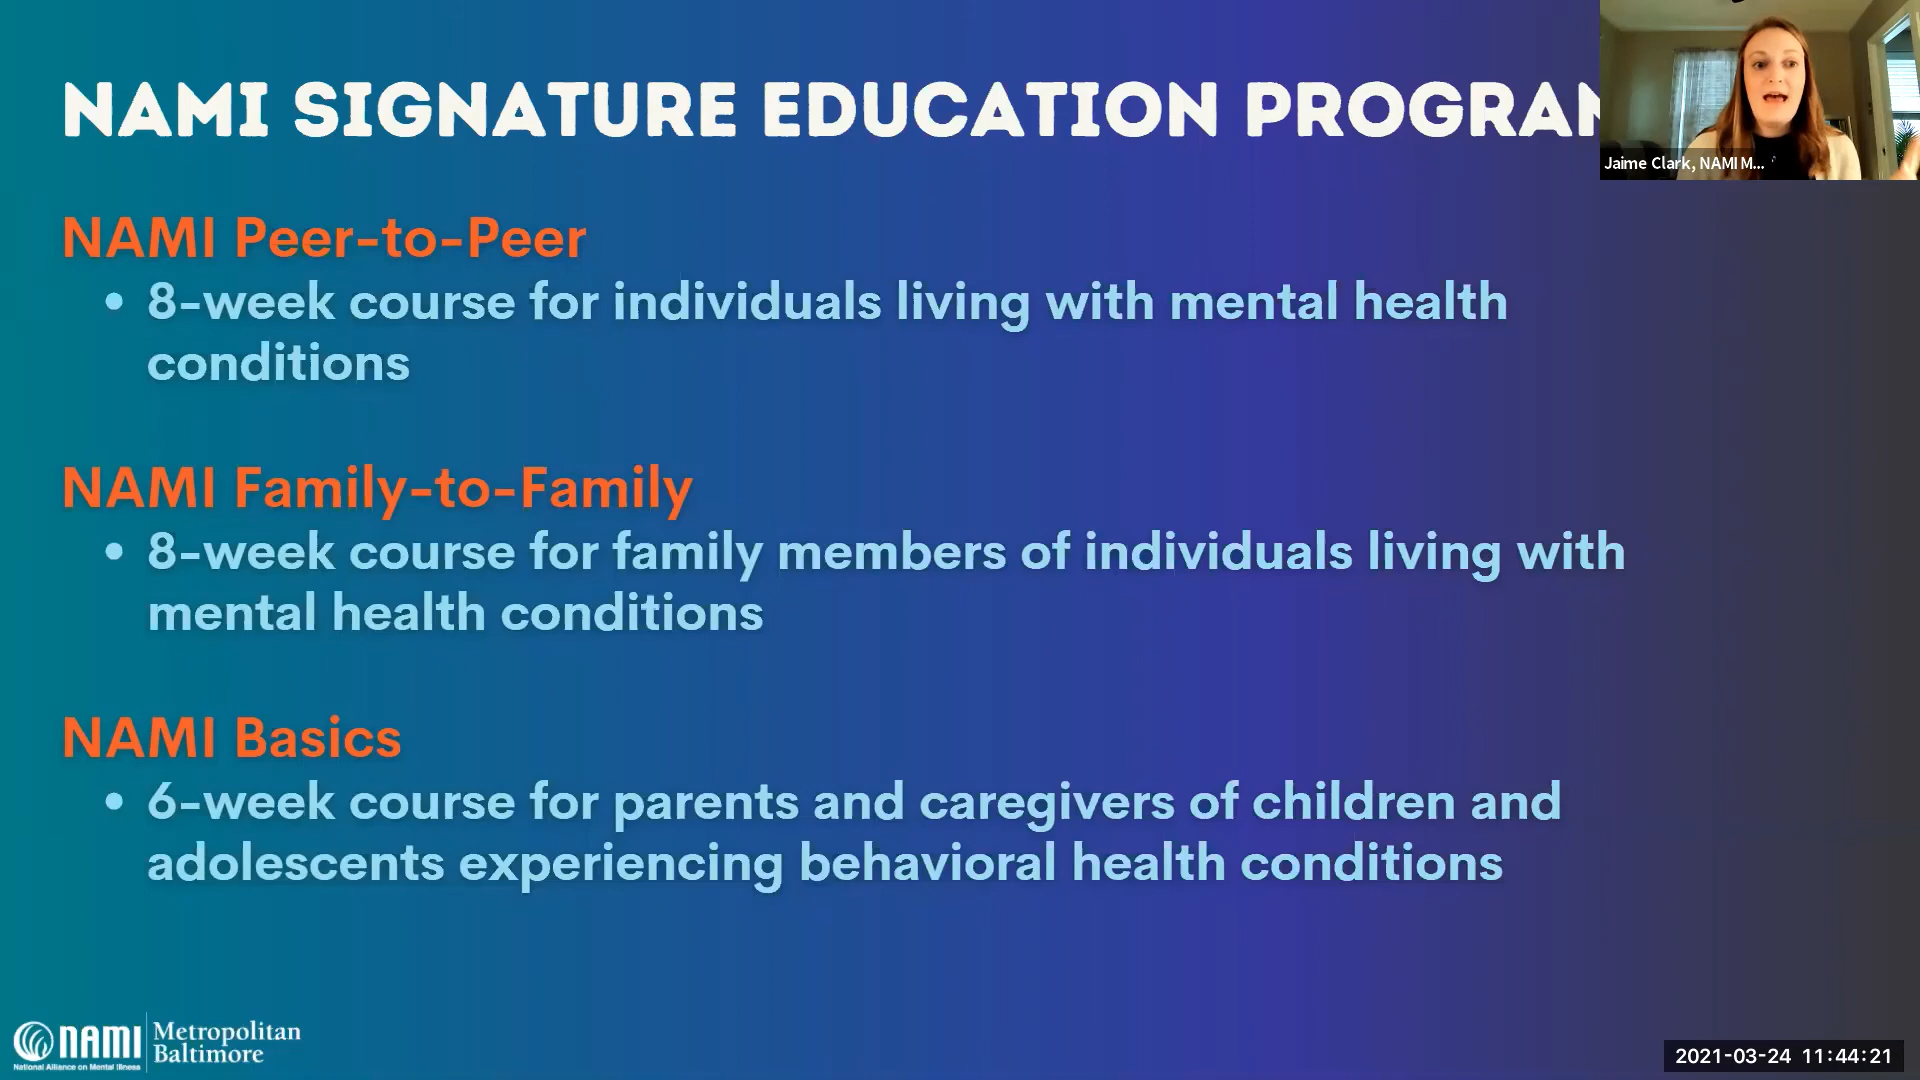 NAMI SIGNATURE EDUCATION PROGRAM
Jaime Clark, NAMI M...
NAMI Peer-to-Peer
• 8-week course for individuals living with mental health
conditions
NAMI Family-to-Family
• 8-week course for family members of individuals living with
mental health conditions
NAMI Basics
• 6-week course for parents and caregivers of children and
adolescents experiencing behavioral health conditions
nami
National Alliance on Mental Illness
Metropolitan
Baltimore
2021-03-24 11:44:21